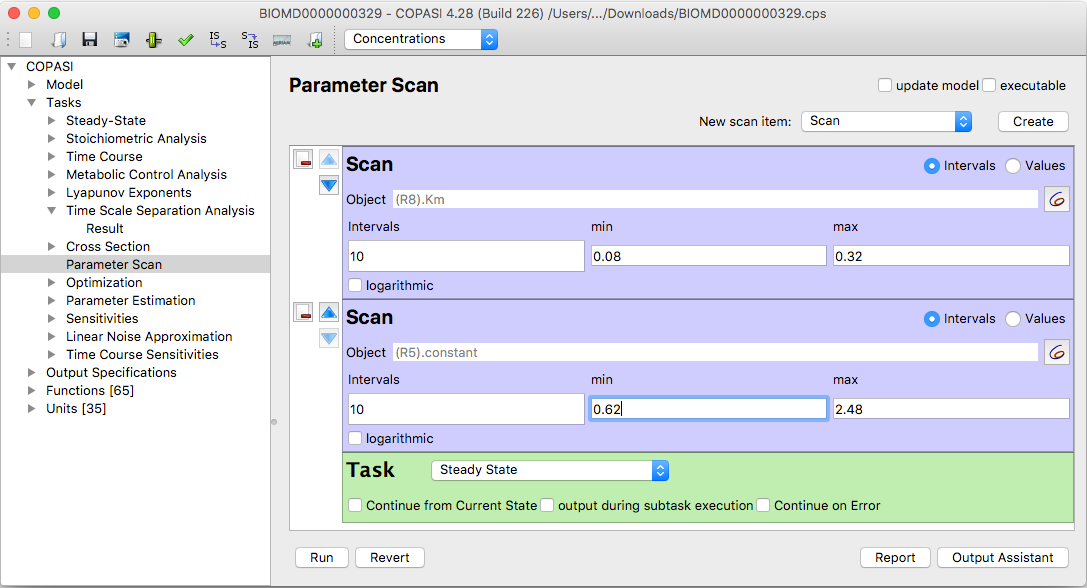 BIOMD0000000329 - COPASI 4.28 (Build 226) /Users/.../Downloads/BIOMD0000000329.cps
Concentrations
COPASI
Model
Tasks
Steady-State
Stoichiometric Analysis
Time Course
Metabolic Control Analysis
Lyapunov Exponents
Time Scale Separation Analysis
Result
Cross Section
Parameter Scan
Optimization
Parameter Estimation
Sensitivities
Linear Noise Approximation
Time Course Sensitivities
Output Specifications
Functions [65]
Units [35]
Parameter Scan
update model executable
New scan item: Scan Create
Scan Intervals Values
Object (R8).Km
Intervals min max
10 0.08 0.32
logarithmic
Scan Intervals Values
Object (R5).constant
Intervals min max
10 0.62 2.48
logarithmic
Task Steady State
Continue from Current State output during subtask execution Continue on Error
Run Revert Report Output Assistant